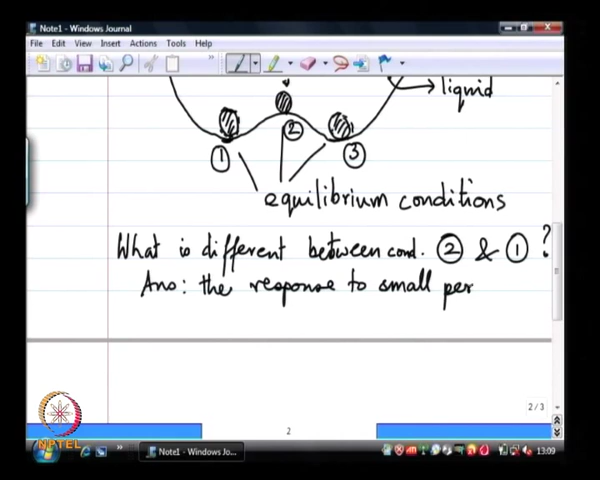 Note1 - Windows Journal
File Edit View Insert Actions Tools Help
liquid
1
2
3
equilibrium conditions
What is different between cond. 2 & 1 ?
Ans: the response to small per
2 / 3
2
NPTEL
Note1 - Windows Jo...
13:09